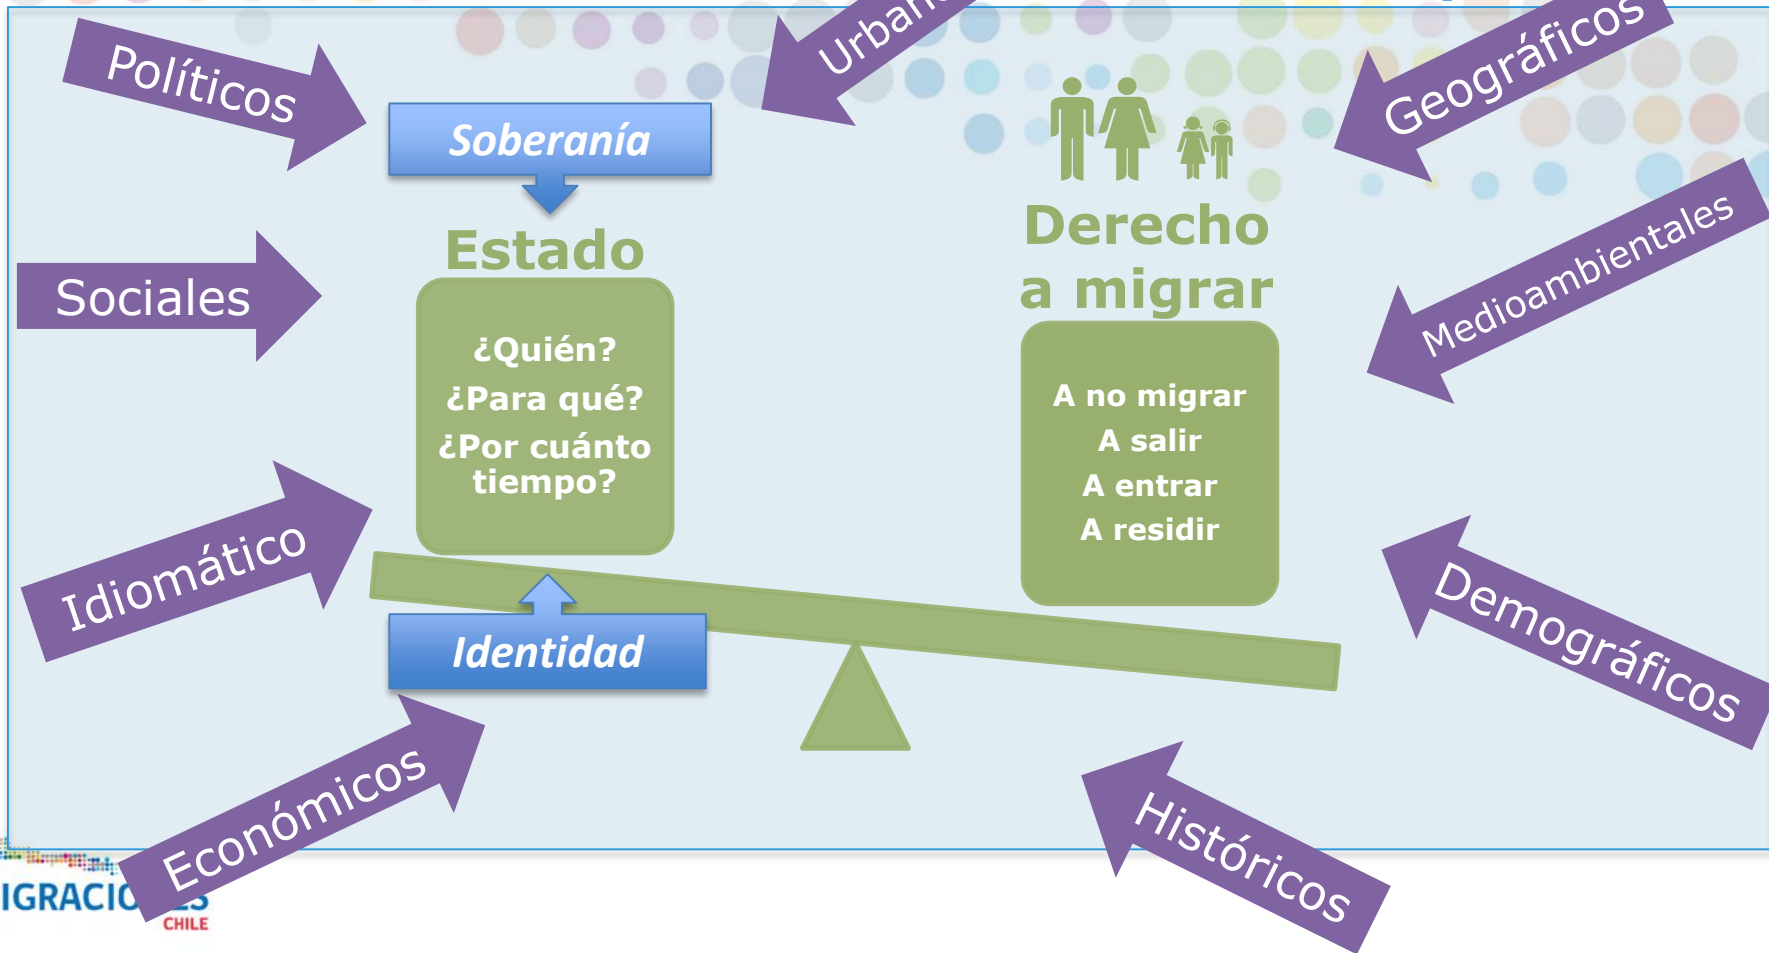 Políticos
Soberanía
Geográficos
Estado
Derecho
a migrar
Medioambientales
Sociales
¿Quién?
¿Para qué?
¿Por cuánto
tiempo?
A no migrar
A salir
A entrar
A residir
Idiomático
Identidad
Demográficos
Económicos
Históricos
CHILE